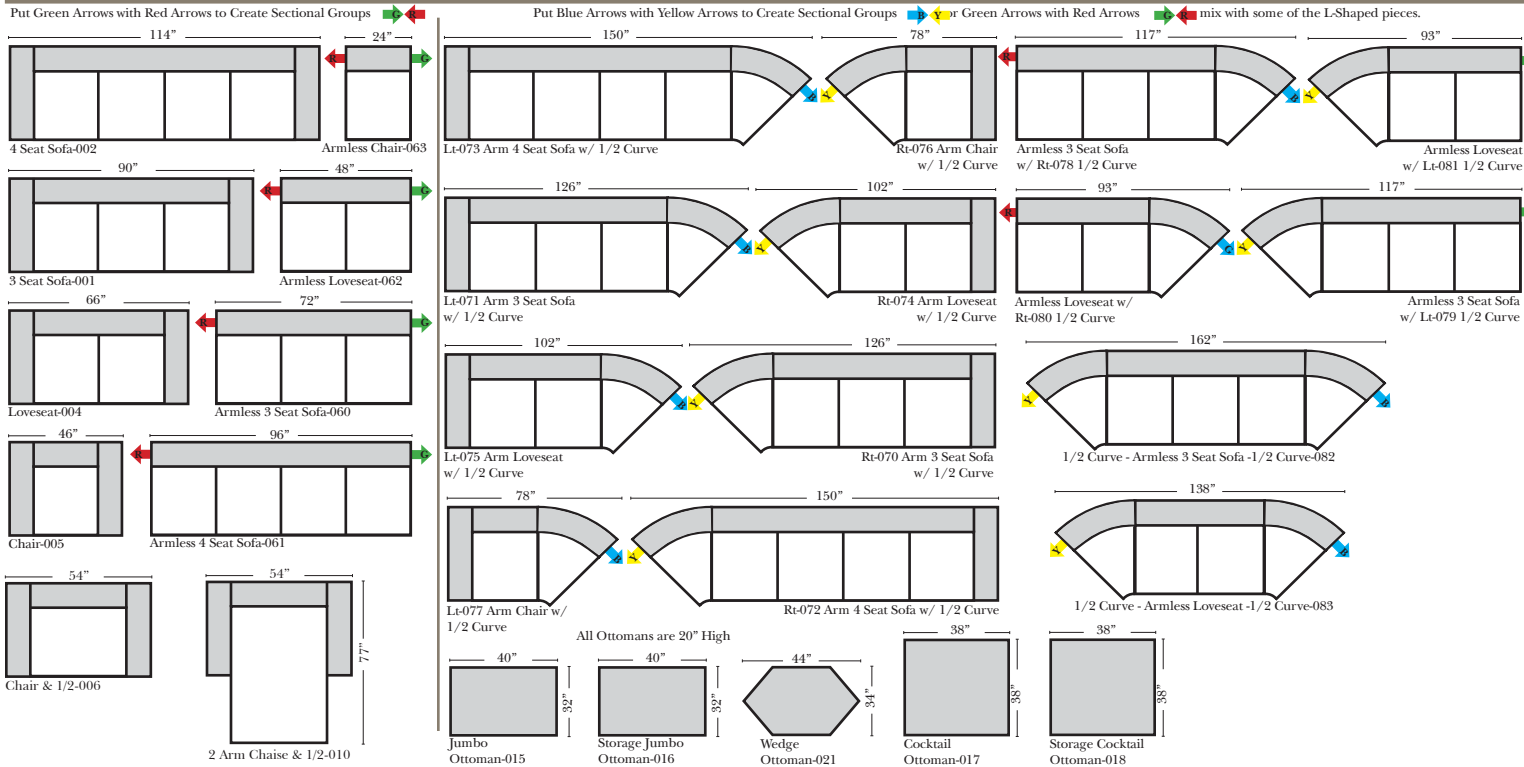 Put Green Arrows with Red Arrows to Create Sectional Groups G R
Put Blue Arrows with Yellow Arrows to Create Sectional Groups B Y or Green Arrows with Red Arrows G R mix with some of the L-Shaped pieces.
114”
24”
R
G
4 Seat Sofa-002
Armless Chair-063
90”
48”
R
G
3 Seat Sofa-001
Armless Loveseat-062
66”
72”
R
G
Loveseat-004
Armless 3 Seat Sofa-060
46”
96”
R
G
Chair-005
Armless 4 Seat Sofa-061
54”
54”
77”
Chair & 1/2-006
2 Arm Chaise & 1/2-010
150”
78”
B
Y
Lt-073 Arm 4 Seat Sofa w/ 1/2 Curve
Rt-076 Arm Chair
w/ 1/2 Curve
117”
93”
R
B
Y
Armless 3 Seat Sofa
w/ Rt-078 1/2 Curve
Armless Loveseat
w/ Lt-081 1/2 Curve
126”
102”
B
Y
Lt-071 Arm 3 Seat Sofa
w/ 1/2 Curve
Rt-074 Arm Loveseat
w/ 1/2 Curve
93”
117”
R
Y
Armless Loveseat w/
Rt-080 1/2 Curve
Armless 3 Seat Sofa
w/ Lt-079 1/2 Curve
102”
126”
B
Y
Lt-075 Arm Loveseat
w/ 1/2 Curve
Rt-070 Arm 3 Seat Sofa
w/ 1/2 Curve
162”
Y
B
1/2 Curve - Armless 3 Seat Sofa -1/2 Curve-082
78”
150”
B
Y
Lt-077 Arm Chair w/
1/2 Curve
Rt-072 Arm 4 Seat Sofa w/ 1/2 Curve
138”
Y
B
1/2 Curve - Armless Loveseat -1/2 Curve-083
All Ottomans are 20” High
40”
32”
Jumbo
Ottoman-015
40”
32”
Storage Jumbo
Ottoman-016
44”
34”
Wedge
Ottoman-021
38”
38”
Cocktail
Ottoman-017
38”
38”
Storage Cocktail
Ottoman-018